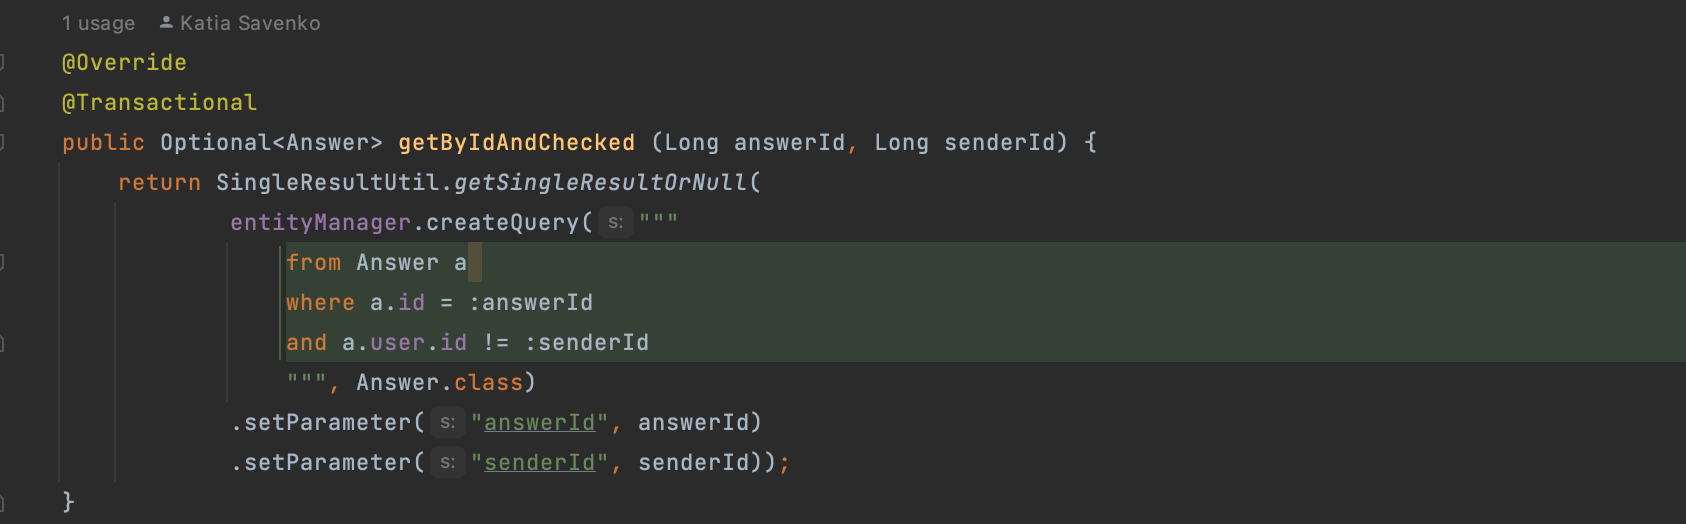 1 usage Katia Savenko
@Override
@Transactional
public Optional<Answer> getByIdAndChecked (Long answerId, Long senderId) {
return SingleResultUtil.getSingleResultOrNull(
entityManager.createQuery( s: """
from Answer a
where a.id = :answerId
and a.user.id != :senderId
""", Answer.class)
.setParameter( s: "answerId", answerId)
.setParameter( s: "senderId", senderId));
}